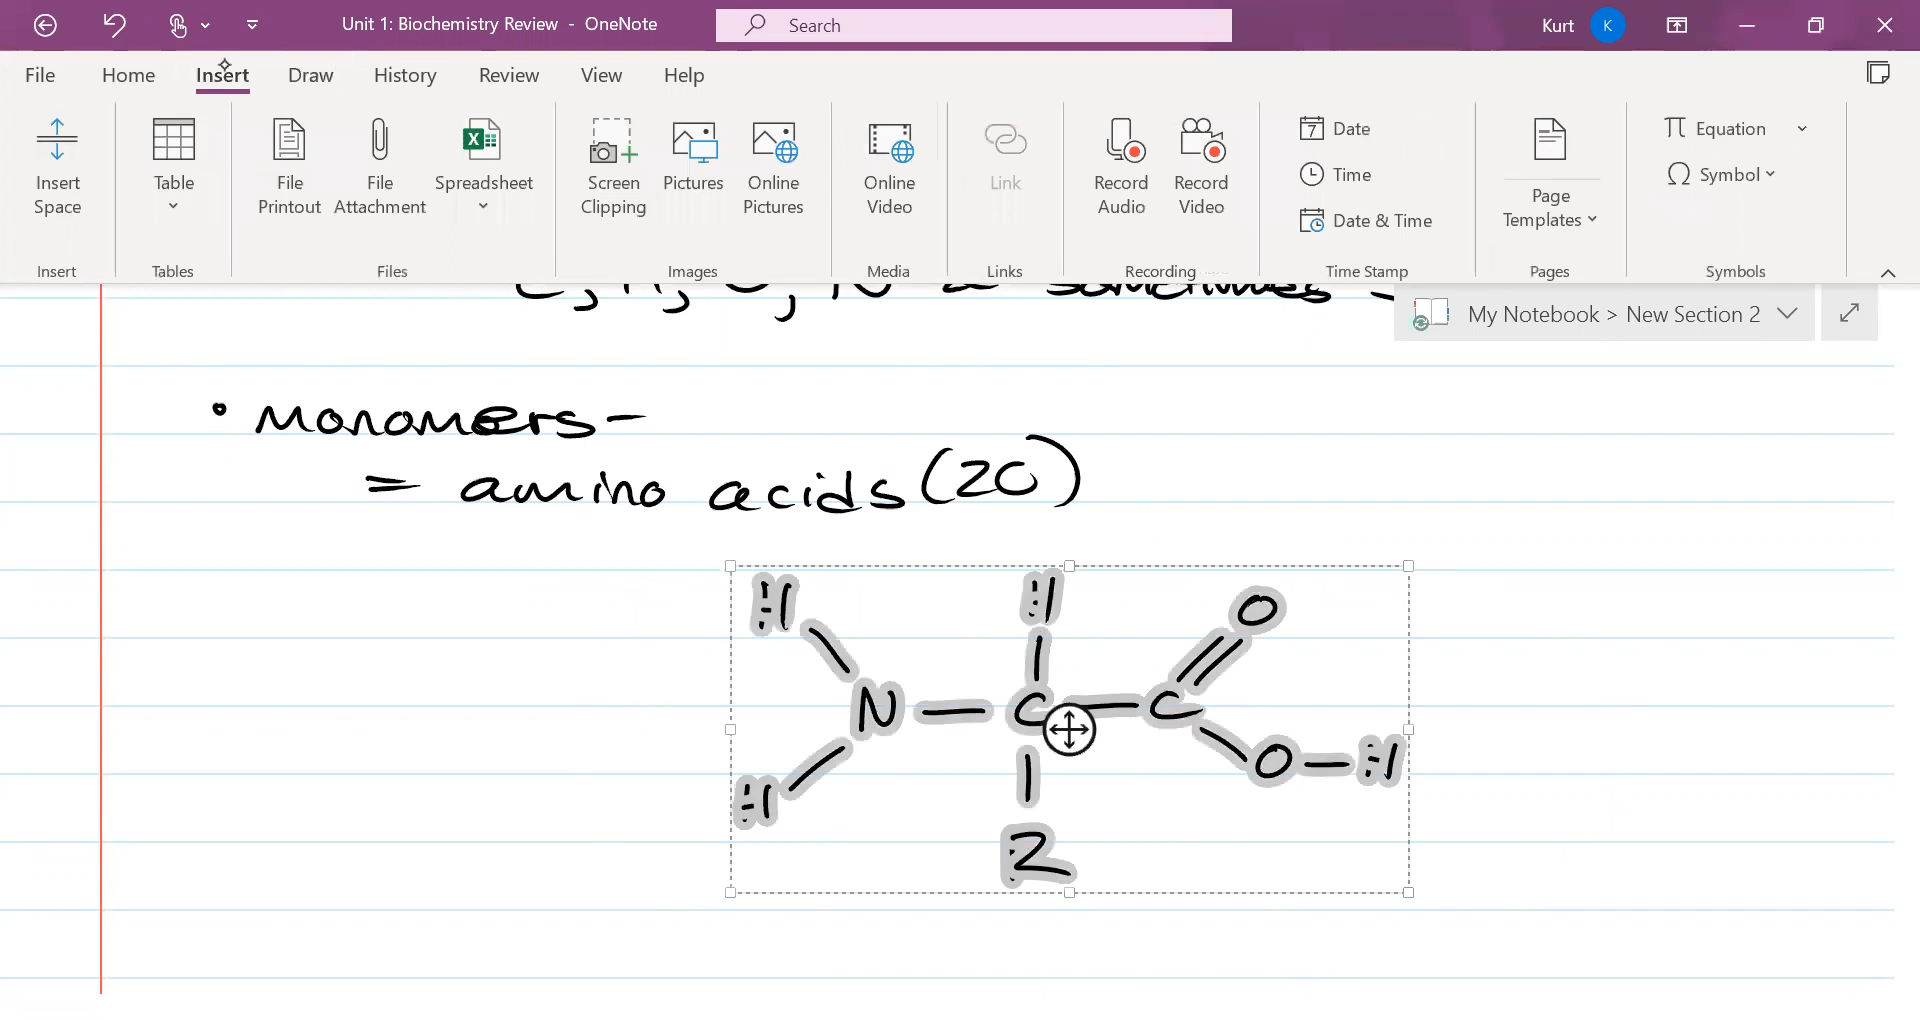 Unit 1: Biochemistry Review - OneNote
Search
Kurt K
File Home Insert Draw History Review View Help
Insert Space
Table
File Printout
File Attachment
Spreadsheet
Screen Clipping
Pictures
Online Pictures
Online Video
Link
Record Audio
Record Video
7 Date
Time
Date & Time
Page Templates
π Equation
Ω Symbol
Insert Tables Files Images Media Links Recording Time Stamp Pages Symbols
C, H, O, N & sometimes
My Notebook > New Section 2
• Monomers-
= amino acids (20)
H H O
N — C — C
H O — H
R